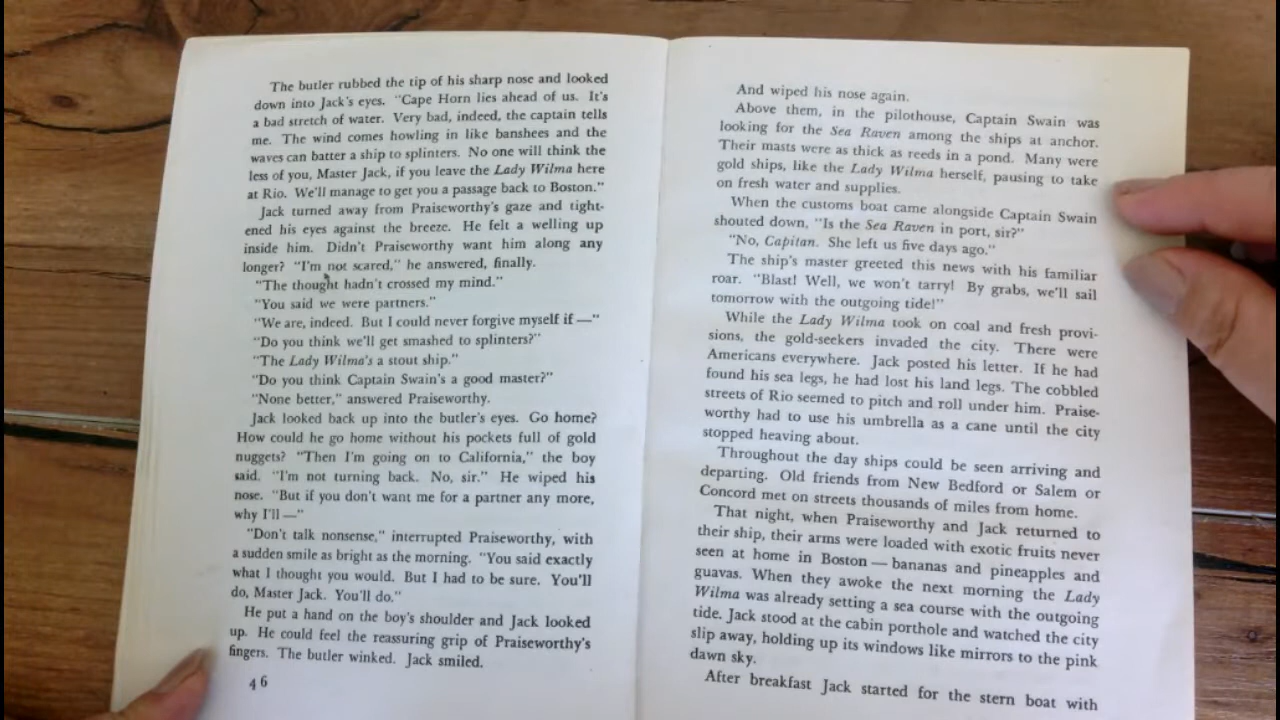 The butler rubbed the tip of his sharp nose and looked
down into Jack's eyes. "Cape Horn lies ahead of us. It's
a bad stretch of water. Very bad, indeed, the captain tells
me. The wind comes howling in like banshees and the
waves can batter a ship to splinters. No one will think the
less of you, Master Jack, if you leave the Lady Wilma here
at Rio. We'll manage to get you a passage back to Boston."
Jack turned away from Praiseworthy's gaze and tight-
ened his eyes against the breeze. He felt a welling up
inside him. Didn't Praiseworthy want him along any
longer? "I'm not scared," he answered, finally.
"The thought hadn't crossed my mind."
"You said we were partners."
"We are, indeed. But I could never forgive myself if —"
"Do you think we'll get smashed to splinters?"
"The Lady Wilma's a stout ship."
"Do you think Captain Swain's a good master?"
"None better," answered Praiseworthy.
Jack looked back up into the butler's eyes. Go home?
How could he go home without his pockets full of gold
nuggets? "Then I'm going on to California," the boy
said. "I'm not turning back. No, sir." He wiped his
nose. "But if you don't want me for a partner any more,
why I'll —"
"Don't talk nonsense," interrupted Praiseworthy, with
a sudden smile as bright as the morning. "You said exactly
what I thought you would. But I had to be sure. You'll
do, Master Jack. You'll do."
He put a hand on the boy's shoulder and Jack looked
up. He could feel the reassuring grip of Praiseworthy's
fingers. The butler winked. Jack smiled.
46
And wiped his nose again.
Above them, in the pilothouse, Captain Swain was
looking for the Sea Raven among the ships at anchor.
Their masts were as thick as reeds in a pond. Many were
gold ships, like the Lady Wilma herself, pausing to take
on fresh water and supplies.
When the customs boat came alongside Captain Swain
shouted down, "Is the Sea Raven in port, sir?"
"No, Capitan. She left us five days ago."
The ship's master greeted this news with his familiar
roar. "Blast! Well, we won't tarry! By grabs, we'll sail
tomorrow with the outgoing tide!"
While the Lady Wilma took on coal and fresh provi-
sions, the gold-seekers invaded the city. There were
Americans everywhere. Jack posted his letter. If he had
found his sea legs, he had lost his land legs. The cobbled
streets of Rio seemed to pitch and roll under him. Praise-
worthy had to use his umbrella as a cane until the city
stopped heaving about.
Throughout the day ships could be seen arriving and
departing. Old friends from New Bedford or Salem or
Concord met on streets thousands of miles from home.
That night, when Praiseworthy and Jack returned to
their ship, their arms were loaded with exotic fruits never
seen at home in Boston — bananas and pineapples and
guavas. When they awoke the next morning the Lady
Wilma was already setting a sea course with the outgoing
tide. Jack stood at the cabin porthole and watched the city
slip away, holding up its windows like mirrors to the pink
dawn sky.
After breakfast Jack started for the stern boat with